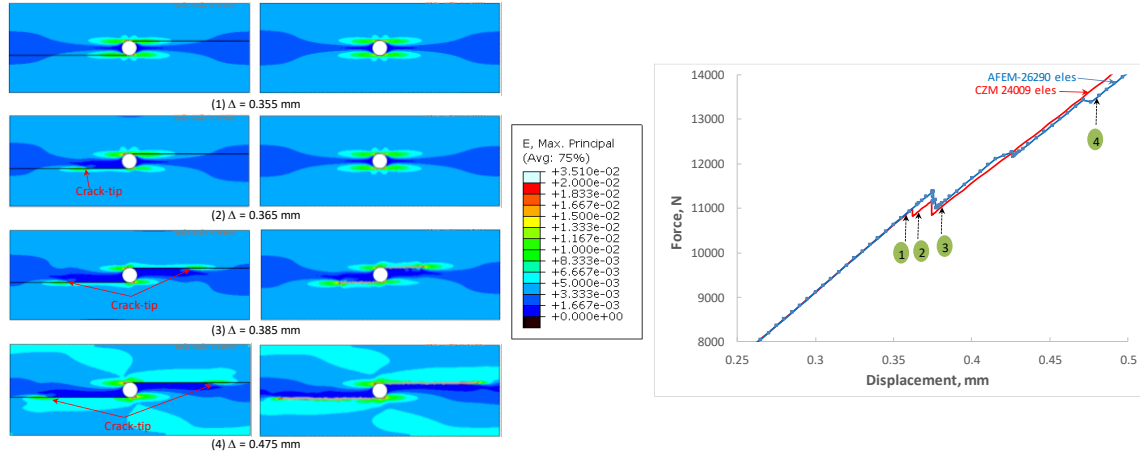 (1) Δ = 0.355 mm
Crack-tip
(2) Δ = 0.365 mm
Crack-tip
(3) Δ = 0.385 mm
Crack-tip
(4) Δ = 0.475 mm
E, Max. Principal
(Avg: 75%)
+3.510e-02
+2.000e-02
+1.833e-02
+1.667e-02
+1.500e-02
+1.333e-02
+1.167e-02
+1.000e-02
+8.333e-03
+6.667e-03
+5.000e-03
+3.333e-03
+1.667e-03
+0.000e+00
AFEM-26290 eles
CZM 24009 eles
14000
13000
12000
11000
10000
9000
8000
Force, N
1
2
3
4
0.25
0.3
0.35
0.4
0.45
0.5
Displacement, mm